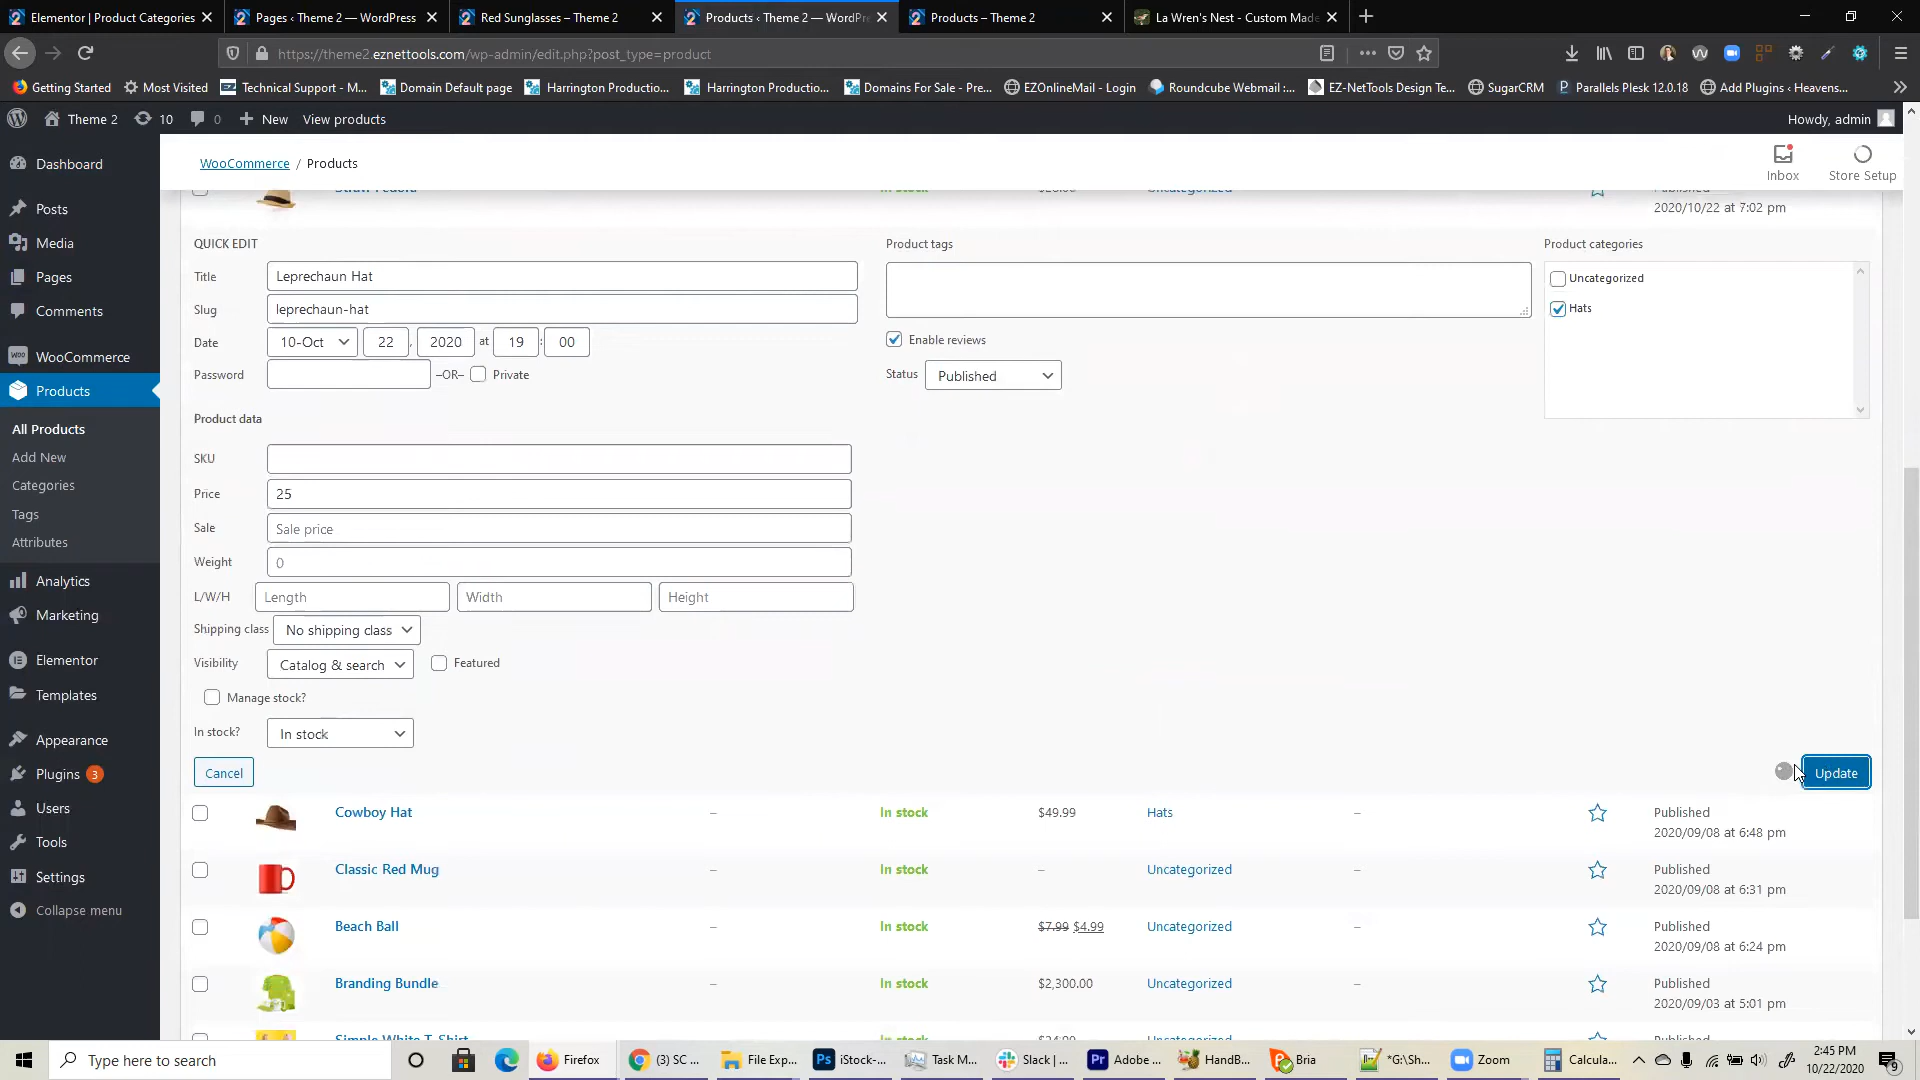 Elementor | Product Categories
Pages ‹ Theme 2 — WordPress
Red Sunglasses – Theme 2
Products ‹ Theme 2 — WordPr
Products – Theme 2
La Wren's Nest - Custom Made
https://theme2.eznettools.com/wp-admin/edit.php?post_type=product
Getting Started
Most Visited
Technical Support - M...
Domain Default page
Harrington Productio...
Harrington Productio...
Domains For Sale - Pre...
EZOnlineMail - Login
Roundcube Webmail :...
EZ-NetTools Design Te...
SugarCRM
Parallels Plesk 12.0.18
Add Plugins ‹ Heavens...
Theme 2
10
0
New
View products
Howdy, admin
Dashboard
Posts
Media
Pages
Comments
WooCommerce
Products
All Products
Add New
Categories
Tags
Attributes
Analytics
Marketing
Elementor
Templates
Appearance
Plugins 3
Users
Tools
Settings
Collapse menu
WooCommerce / Products
Inbox
Store Setup
2020/10/22 at 7:02 pm
QUICK EDIT
Title Leprechaun Hat
Slug leprechaun-hat
Date 10-Oct 22 , 2020 at 19 : 00
Password –OR– Private
Product tags
Enable reviews
Status Published
Product categories
Uncategorized
Hats
Product data
SKU
Price 25
Sale Sale price
Weight 0
L/W/H Length Width Height
Shipping class No shipping class
Visibility Catalog & search Featured
Manage stock?
In stock? In stock
Cancel
Update
Cowboy Hat – In stock $49.99 Hats – Published
2020/09/08 at 6:48 pm
Classic Red Mug – In stock – Uncategorized – Published
2020/09/08 at 6:31 pm
Beach Ball – In stock $7.99 $4.99 Uncategorized – Published
2020/09/08 at 6:24 pm
Branding Bundle – In stock $2,300.00 Uncategorized – Published
2020/09/03 at 5:01 pm
Type here to search
Firefox
(3) SC ...
File Exp...
iStock-...
Task M...
Slack | ...
Adobe ...
HandB...
Bria
*G:\Sh...
Zoom
Calcula...
2:45 PM
10/22/2020
9